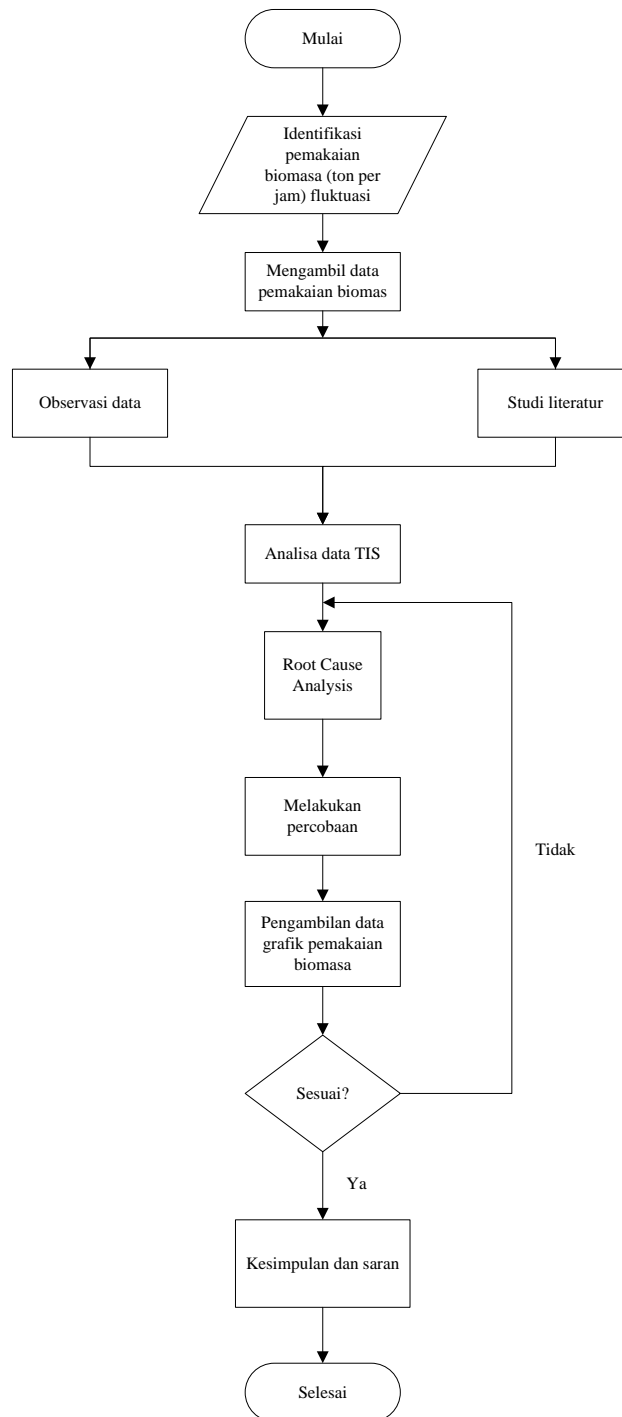 Mulai
Identifikasi
pemakaian
biomasa (ton per
jam) fluktuasi
Mengambil data
pemakaian biomas
Observasi data
Studi literatur
Analisa data TIS
Root Cause
Analysis
Melakukan
percobaan
Tidak
Pengambilan data
grafik pemakaian
biomasa
Sesuai?
Ya
Kesimpulan dan saran
Selesai